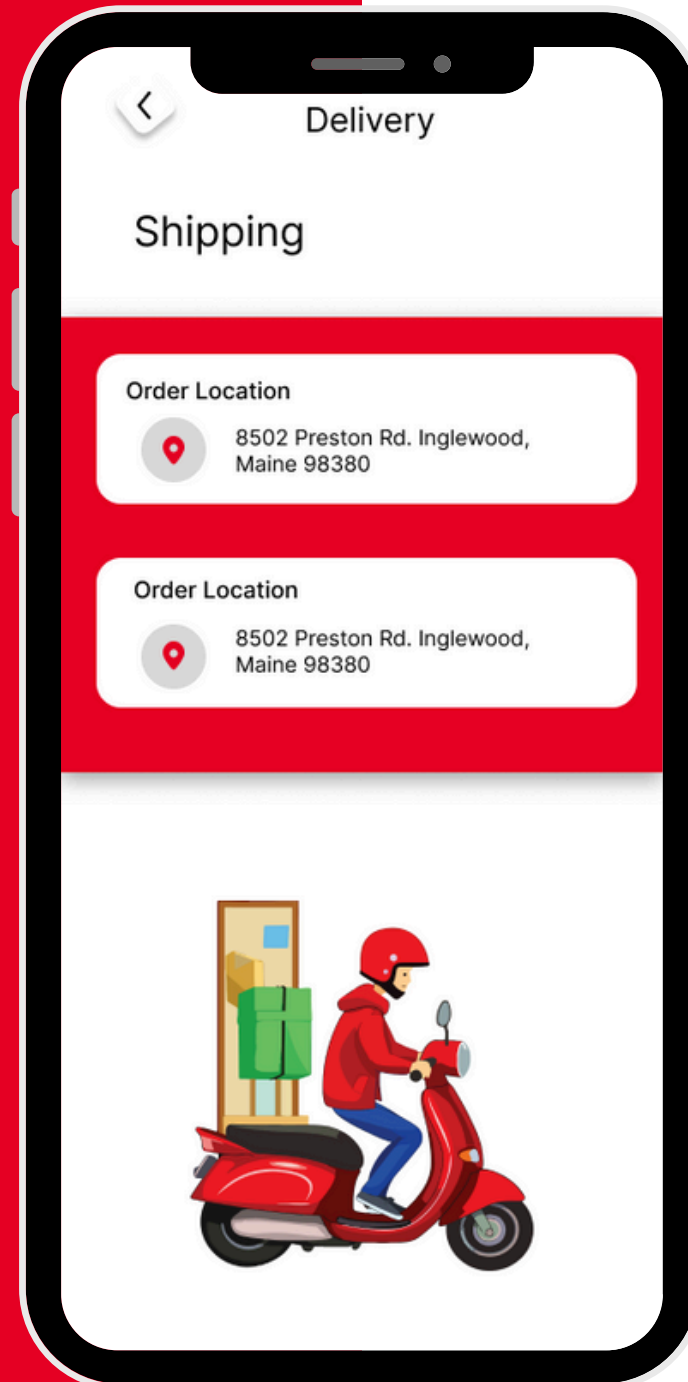 Delivery
Shipping
Order Location
8502 Preston Rd. Inglewood,
Maine 98380
Order Location
8502 Preston Rd. Inglewood,
Maine 98380